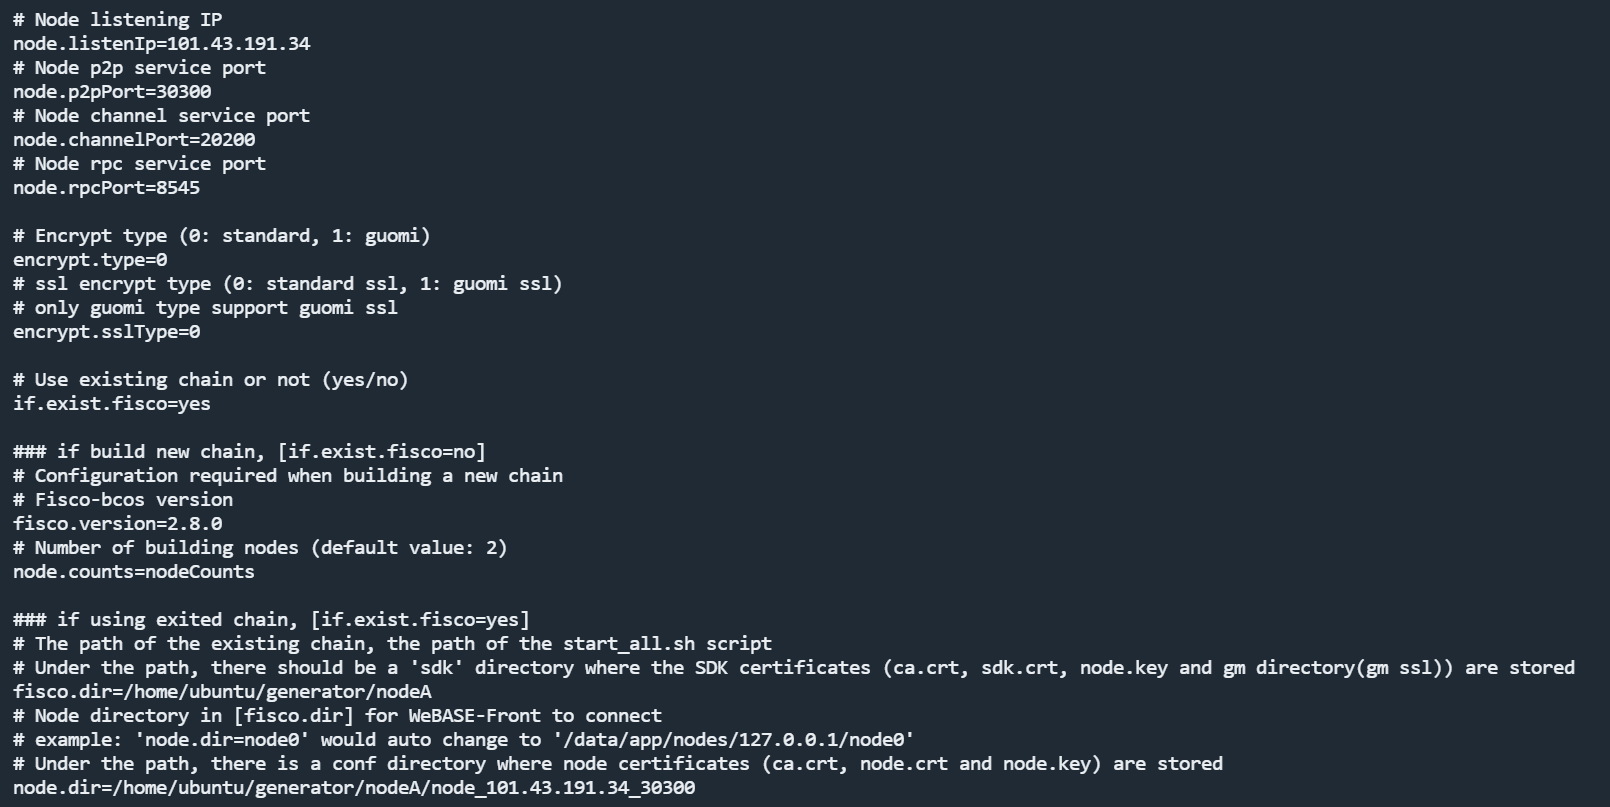 # Node listening IP
node.listenIp=101.43.191.34
# Node p2p service port
node.p2pPort=30300
# Node channel service port
node.channelPort=20200
# Node rpc service port
node.rpcPort=8545
# Encrypt type (0: standard, 1: guomi)
encrypt.type=0
# ssl encrypt type (0: standard ssl, 1: guomi ssl)
# only guomi type support guomi ssl
encrypt.sslType=0
# Use existing chain or not (yes/no)
if.exist.fisco=yes
### if build new chain, [if.exist.fisco=no]
# Configuration required when building a new chain
# Fisco-bcos version
fisco.version=2.8.0
# Number of building nodes (default value: 2)
node.counts=nodeCounts
### if using exited chain, [if.exist.fisco=yes]
# The path of the existing chain, the path of the start_all.sh script
# Under the path, there should be a 'sdk' directory where the SDK certificates (ca.crt, sdk.crt, node.key and gm directory(gm ssl)) are stored
fisco.dir=/home/ubuntu/generator/nodeA
# Node directory in [fisco.dir] for WeBASE-Front to connect
# example: 'node.dir=node0' would auto change to '/data/app/nodes/127.0.0.1/node0'
# Under the path, there is a conf directory where node certificates (ca.crt, node.crt and node.key) are stored
node.dir=/home/ubuntu/generator/nodeA/node_101.43.191.34_30300